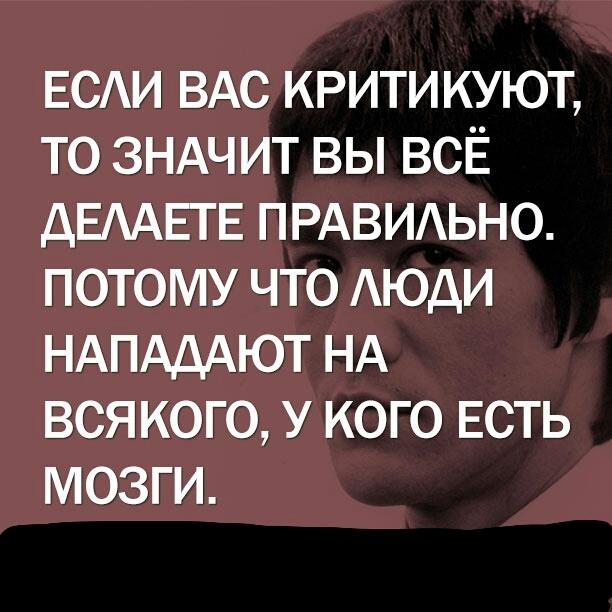 ЕСЛИ ВАС КРИТИКУЮТ,
ТО ЗНАЧИТ ВЫ ВСЁ
ДЕЛАЕТЕ ПРАВИЛЬНО.
ПОТОМУ ЧТО ЛЮДИ
НАПАДАЮТ НА
ВСЯКОГО, У КОГО ЕСТЬ
МОЗГИ.